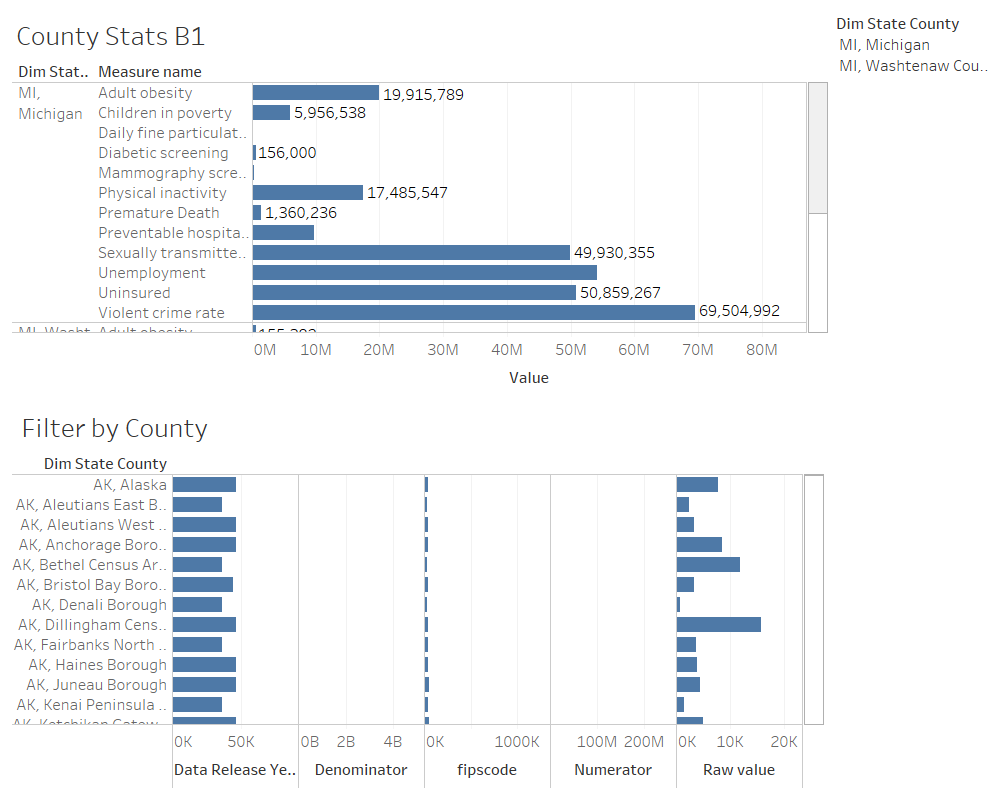 County Stats B1
Dim State County
MI, Michigan
MI, Washtenaw Cou..
Dim Stat.. Measure name
MI, Michigan
Adult obesity 19,915,789
Children in poverty 5,956,538
Daily fine particulat..
Diabetic screening 156,000
Mammography scre..
Physical inactivity 17,485,547
Premature Death 1,360,236
Preventable hospita..
Sexually transmitte.. 49,930,355
Unemployment
Uninsured 50,859,267
Violent crime rate 69,504,992
MI, Washt Adult obesity
0M 10M 20M 30M 40M 50M 60M 70M 80M
Value
Filter by County
Dim State County
AK, Alaska
AK, Aleutians East B..
AK, Aleutians West ..
AK, Anchorage Boro..
AK, Bethel Census Ar..
AK, Bristol Bay Boro..
AK, Denali Borough
AK, Dillingham Cens..
AK, Fairbanks North ..
AK, Haines Borough
AK, Juneau Borough
AK, Kenai Peninsula ..
AK, Ketchikan Gatew..
0K 50K 0B 2B 4B 0K 1000K 100M 200M 0K 10K 20K
Data Release Ye.. Denominator fipscode Numerator Raw value